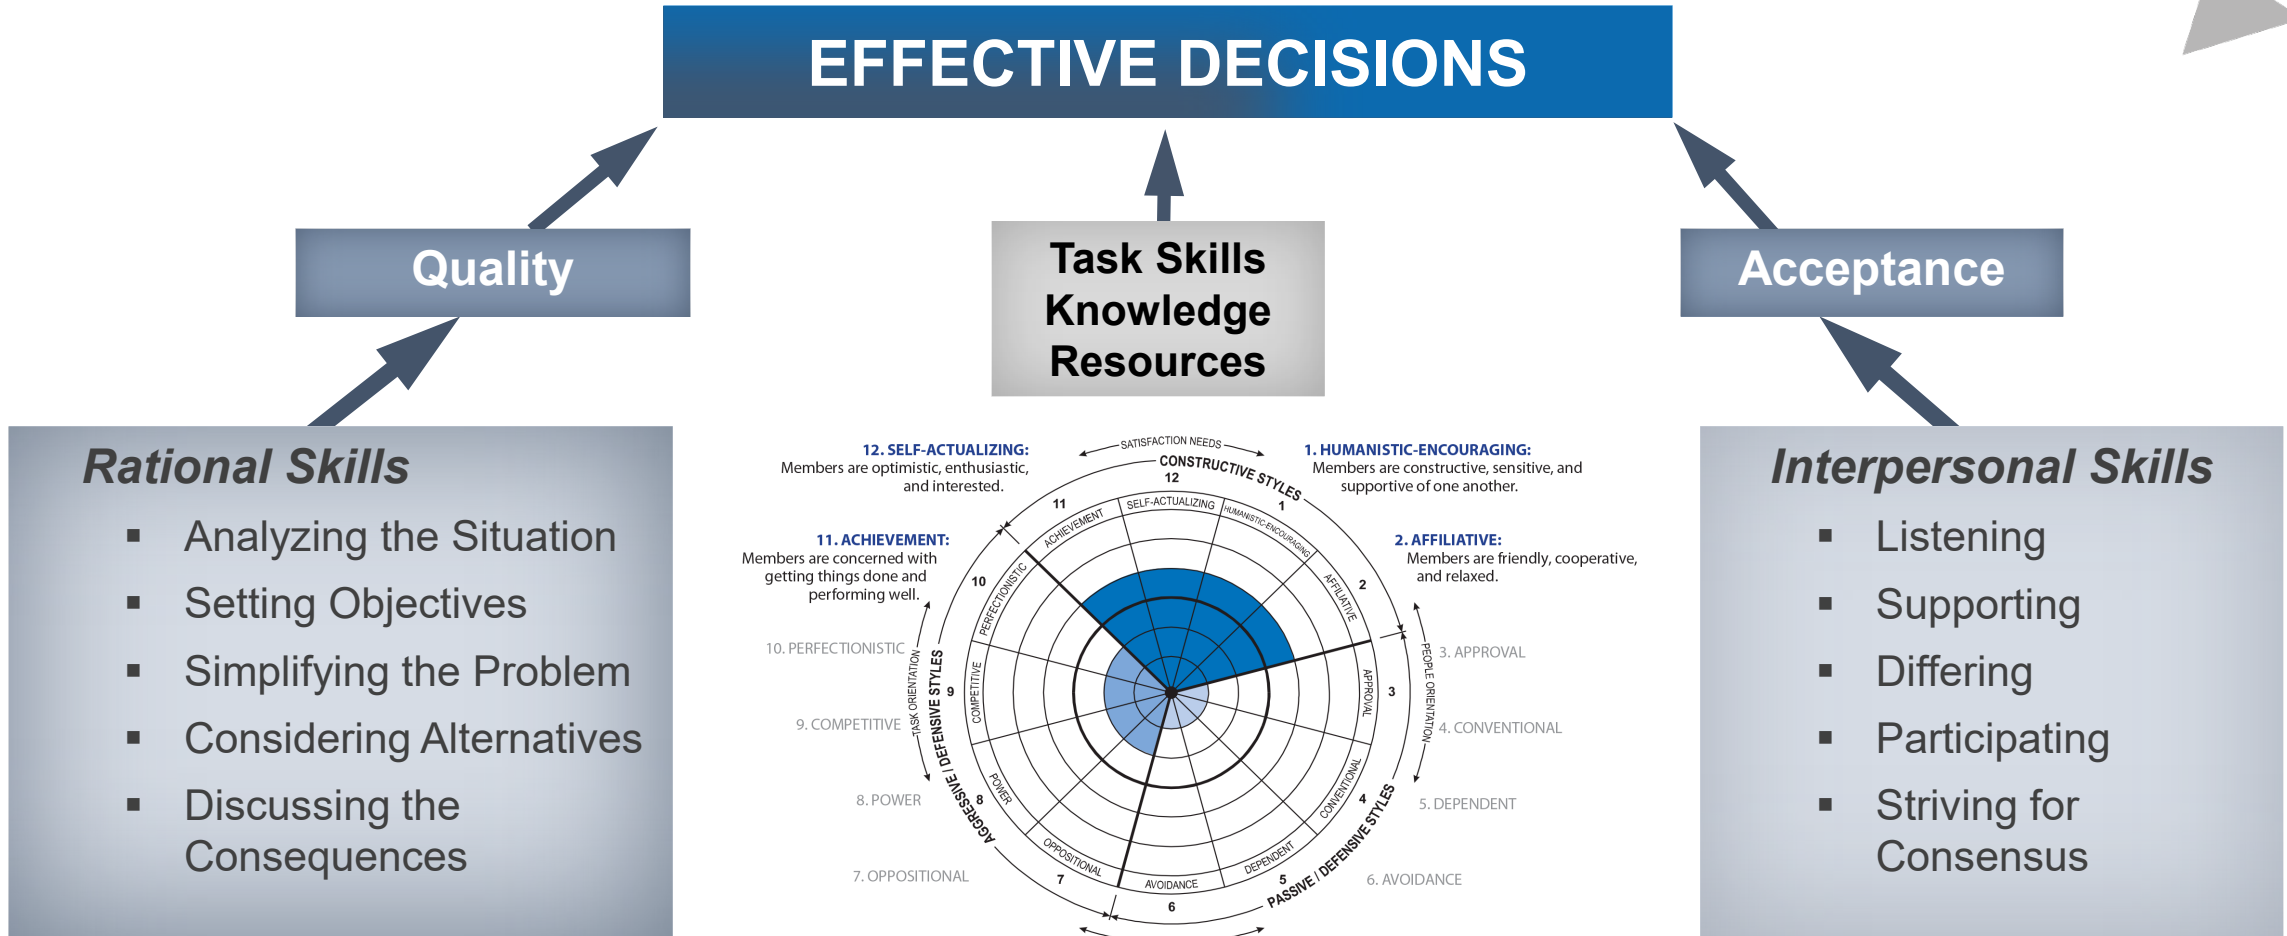 EFFECTIVE DECISIONS
Quality
Task Skills
Knowledge
Resources
Acceptance
Rational Skills
▪ Analyzing the Situation
▪ Setting Objectives
▪ Simplifying the Problem
▪ Considering Alternatives
▪ Discussing the
Consequences
12. SELF-ACTUALIZING:
Members are optimistic, enthusiastic,
and interested.
11. ACHIEVEMENT:
Members are concerned with
getting things done and
performing well.
10. PERFECTIONISTIC
9. COMPETITIVE
8. POWER
7. OPPOSITIONAL
SATISFACTION NEEDS
CONSTRUCTIVE STYLES
12
11
1
SELF-ACTUALIZING
ACHIEVEMENT
HUMANISTIC-ENCOURAGING
10
PERFECTIONISTIC
AFFILIATIVE
2
TASK ORIENTATION
AGGRESSIVE / DEFENSIVE STYLES
9
COMPETITIVE
APPROVAL
3
PEOPLE ORIENTATION
8
POWER
CONVENTIONAL
4
PASSIVE / DEFENSIVE STYLES
7
OPPOSITIONAL
AVOIDANCE
6
DEPENDENT
5
1. HUMANISTIC-ENCOURAGING:
Members are constructive, sensitive, and
supportive of one another.
2. AFFILIATIVE:
Members are friendly, cooperative,
and relaxed.
3. APPROVAL
4. CONVENTIONAL
5. DEPENDENT
6. AVOIDANCE
Interpersonal Skills
▪ Listening
▪ Supporting
▪ Differing
▪ Participating
▪ Striving for
Consensus